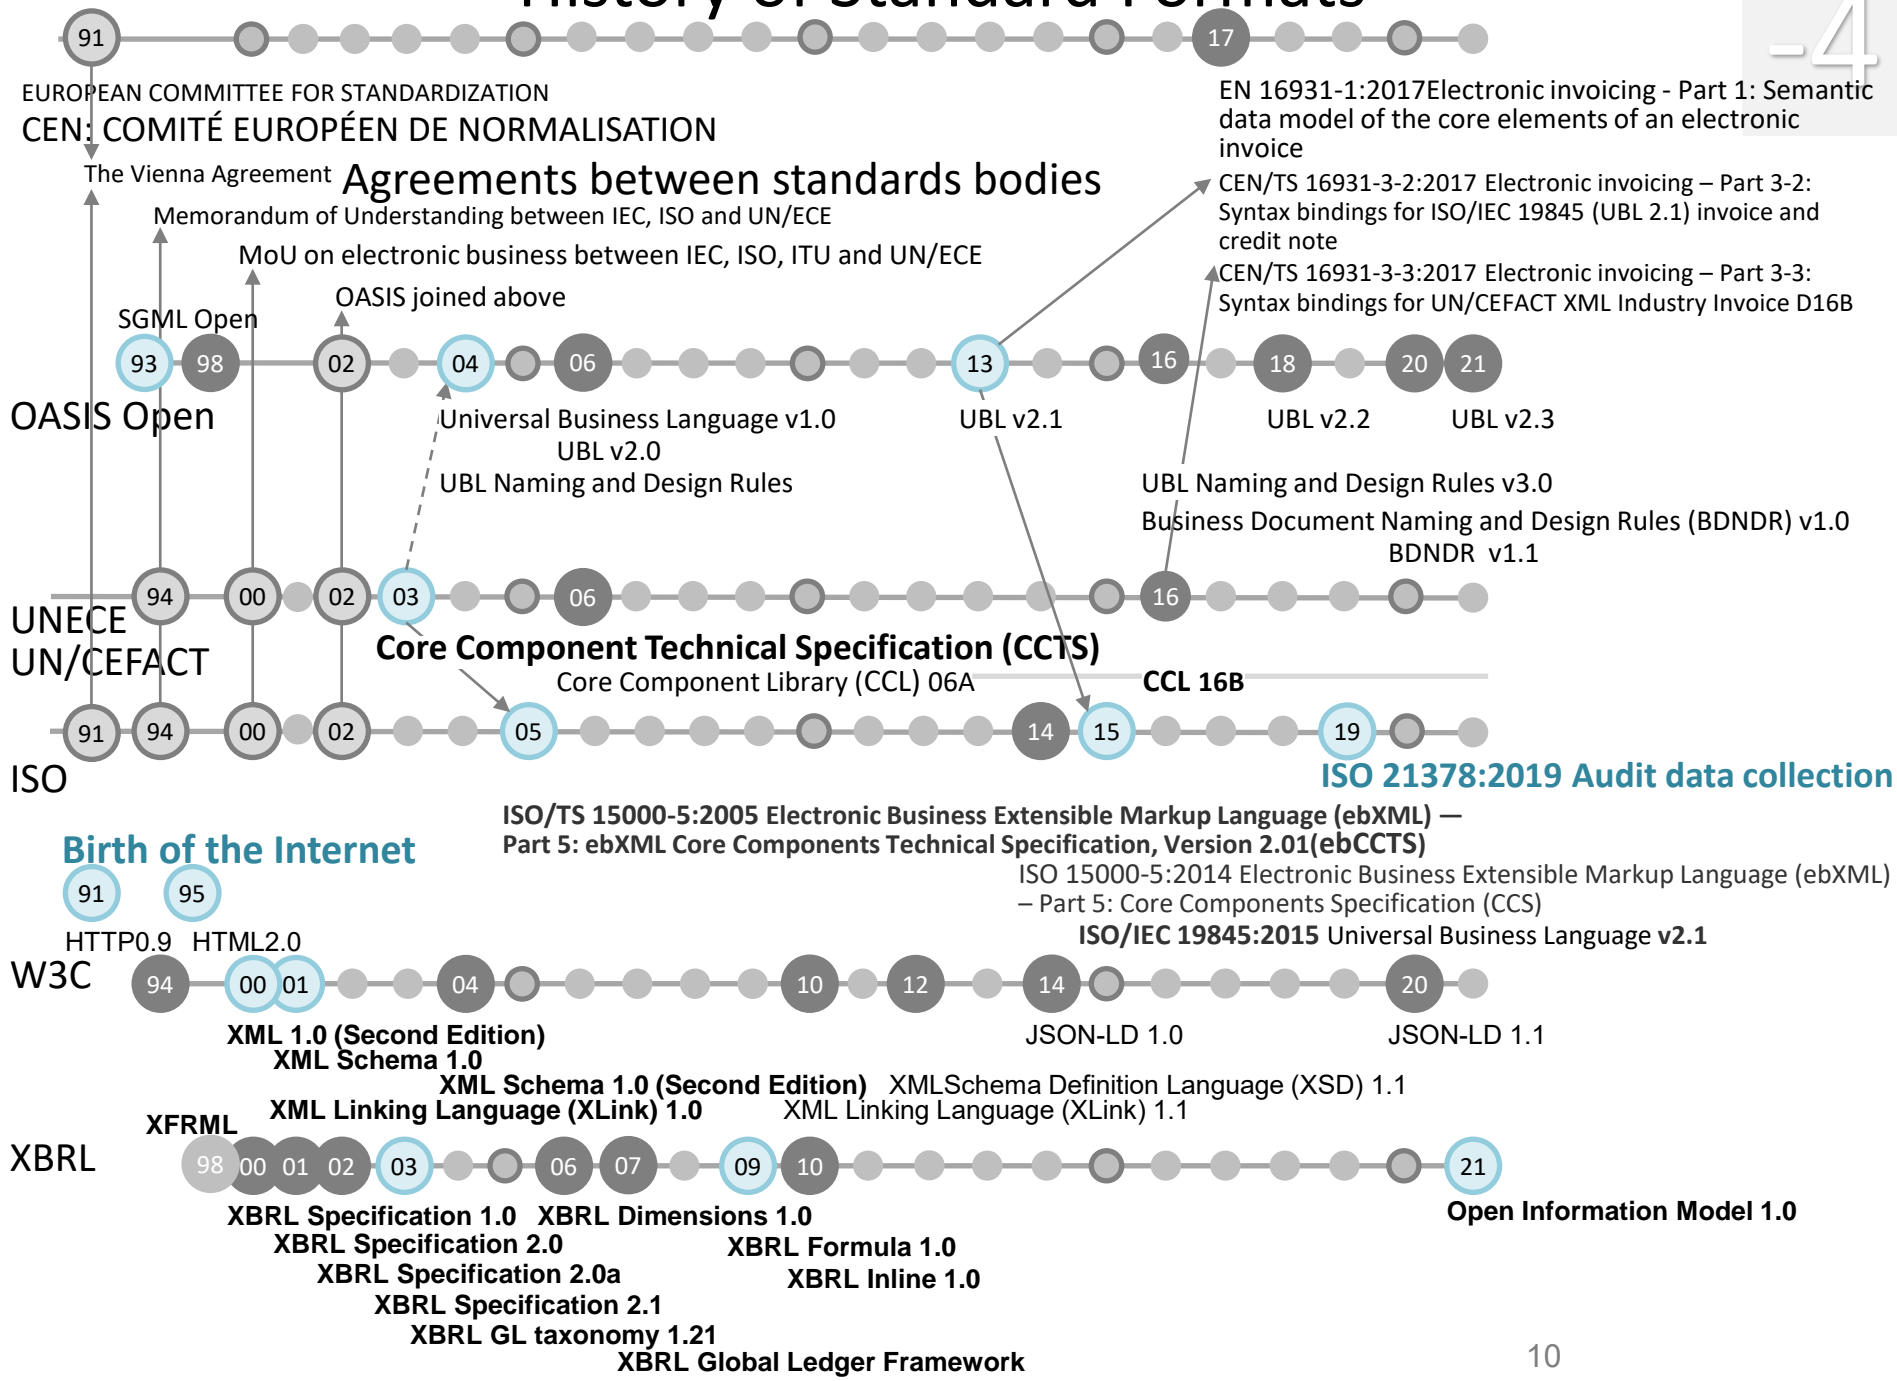 History of Standard Formats
-4
91
17
EUROPEAN COMMITTEE FOR STANDARDIZATION
CEN: COMITÉ EUROPÉEN DE NORMALISATION
EN 16931-1:2017Electronic invoicing - Part 1: Semantic
data model of the core elements of an electronic
invoice
The Vienna Agreement
Agreements between standards bodies
CEN/TS 16931-3-2:2017 Electronic invoicing – Part 3-2:
Syntax bindings for ISO/IEC 19845 (UBL 2.1) invoice and
credit note
Memorandum of Understanding between IEC, ISO and UN/ECE
MoU on electronic business between IEC, ISO, ITU and UN/ECE
CEN/TS 16931-3-3:2017 Electronic invoicing – Part 3-3:
Syntax bindings for UN/CEFACT XML Industry Invoice D16B
OASIS joined above
SGML Open
93 98 02 04 06 13 16 18 20 21
OASIS Open
Universal Business Language v1.0
UBL v2.0
UBL Naming and Design Rules
UBL v2.1
UBL v2.2
UBL v2.3
UBL Naming and Design Rules v3.0
Business Document Naming and Design Rules (BDNDR) v1.0
BDNDR v1.1
94 00 02 03 06 16
UNECE
UN/CEFACT
Core Component Technical Specification (CCTS)
Core Component Library (CCL) 06A
CCL 16B
91 94 00 02 05 14 15 19
ISO
ISO 21378:2019 Audit data collection
ISO/TS 15000-5:2005 Electronic Business Extensible Markup Language (ebXML) —
Part 5: ebXML Core Components Technical Specification, Version 2.01(ebCCTS)
ISO 15000-5:2014 Electronic Business Extensible Markup Language (ebXML)
– Part 5: Core Components Specification (CCS)
ISO/IEC 19845:2015 Universal Business Language v2.1
Birth of the Internet
91 95
HTTP0.9 HTML2.0
W3C
94 00 01 04 10 12 14 20
XML 1.0 (Second Edition)
XML Schema 1.0
JSON-LD 1.0
JSON-LD 1.1
XML Schema 1.0 (Second Edition)
XMLSchema Definition Language (XSD) 1.1
XML Linking Language (XLink) 1.0
XML Linking Language (XLink) 1.1
XFRML
XBRL
98 00 01 02 03 06 07 09 10 21
XBRL Specification 1.0
XBRL Dimensions 1.0
Open Information Model 1.0
XBRL Specification 2.0
XBRL Formula 1.0
XBRL Specification 2.0a
XBRL Inline 1.0
XBRL Specification 2.1
XBRL GL taxonomy 1.21
XBRL Global Ledger Framework
10